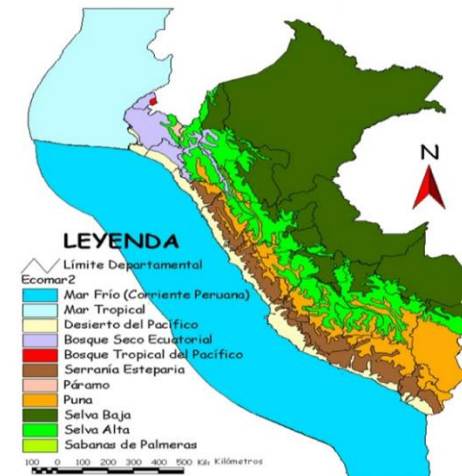 N
LEYENDA
Límite Departamental
Ecomar2
Mar Frío (Corriente Peruana)
Mar Tropical
Desierto del Pacífico
Bosque Seco Ecuatorial
Bosque Tropical del Pacífico
Serranía Esteparia
Páramo
Puna
Selva Baja
Selva Alta
Sabanas de Palmeras
100 0 100 200 300 400 500 Kil Kilómetros